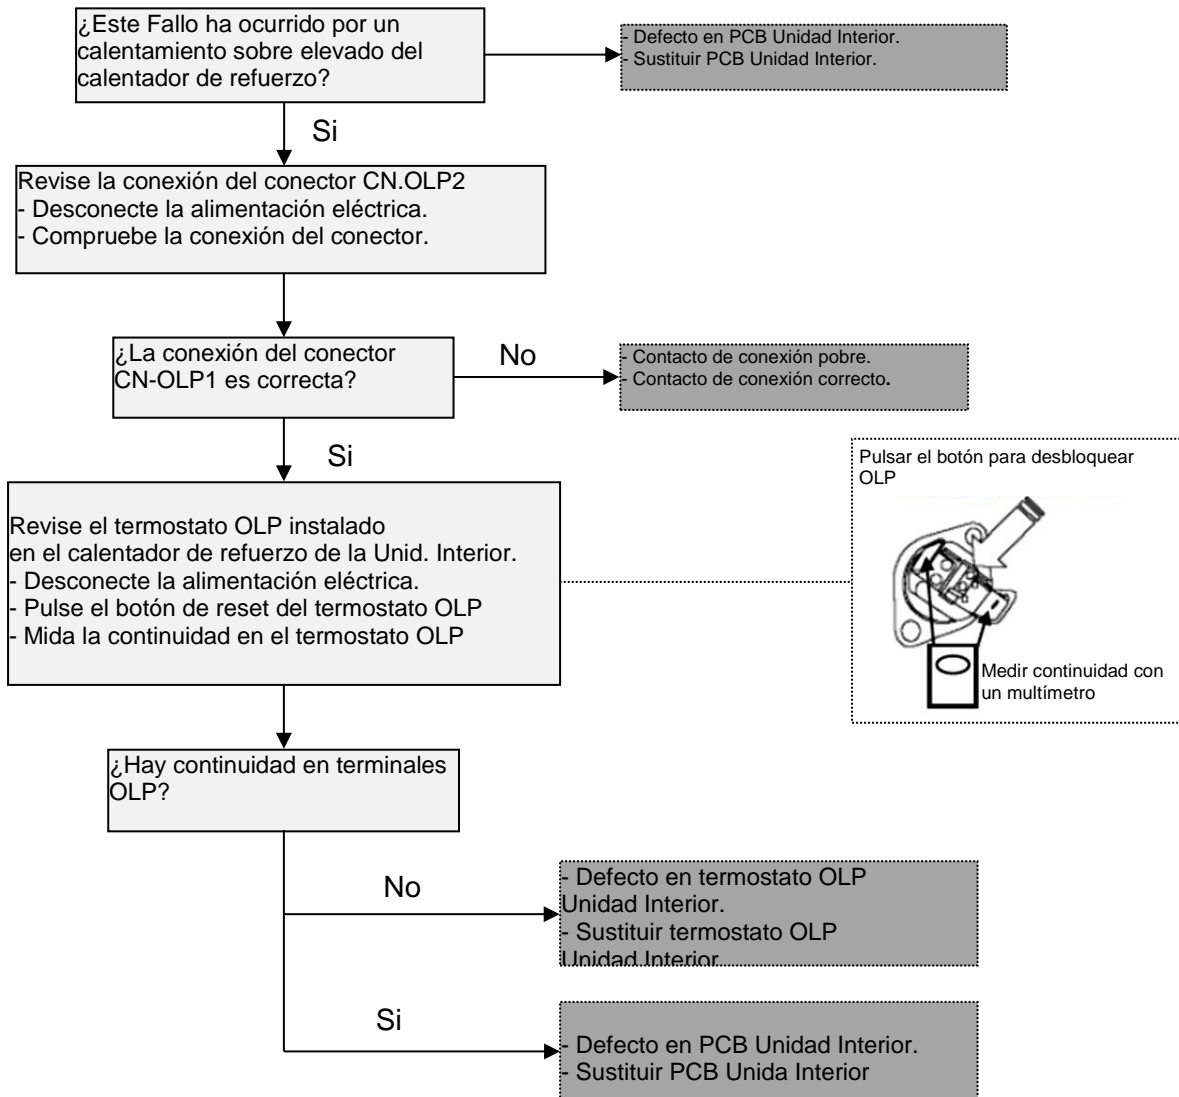 ¿Este Fallo ha ocurrido por un
calentamiento sobre elevado del
calentador de refuerzo?
- Defecto en PCB Unidad Interior.
- Sustituir PCB Unidad Interior.
Si
Revise la conexión del conector CN.OLP2
- Desconecte la alimentación eléctrica.
- Compruebe la conexión del conector.
¿La conexión del conector
CN-OLP1 es correcta?
No
- Contacto de conexión pobre.
- Contacto de conexión correcto.
Si
Revise el termostato OLP instalado
en el calentador de refuerzo de la Unid. Interior.
- Desconecte la alimentación eléctrica.
- Pulse el botón de reset del termostato OLP
- Mida la continuidad en el termostato OLP
Pulsar el botón para desbloquear
OLP
Medir continuidad con
un multímetro
¿Hay continuidad en terminales
OLP?
No
- Defecto en termostato OLP
Unidad Interior.
- Sustituir termostato OLP
Unidad Interior
Si
- Defecto en PCB Unidad Interior.
- Sustituir PCB Unida Interior